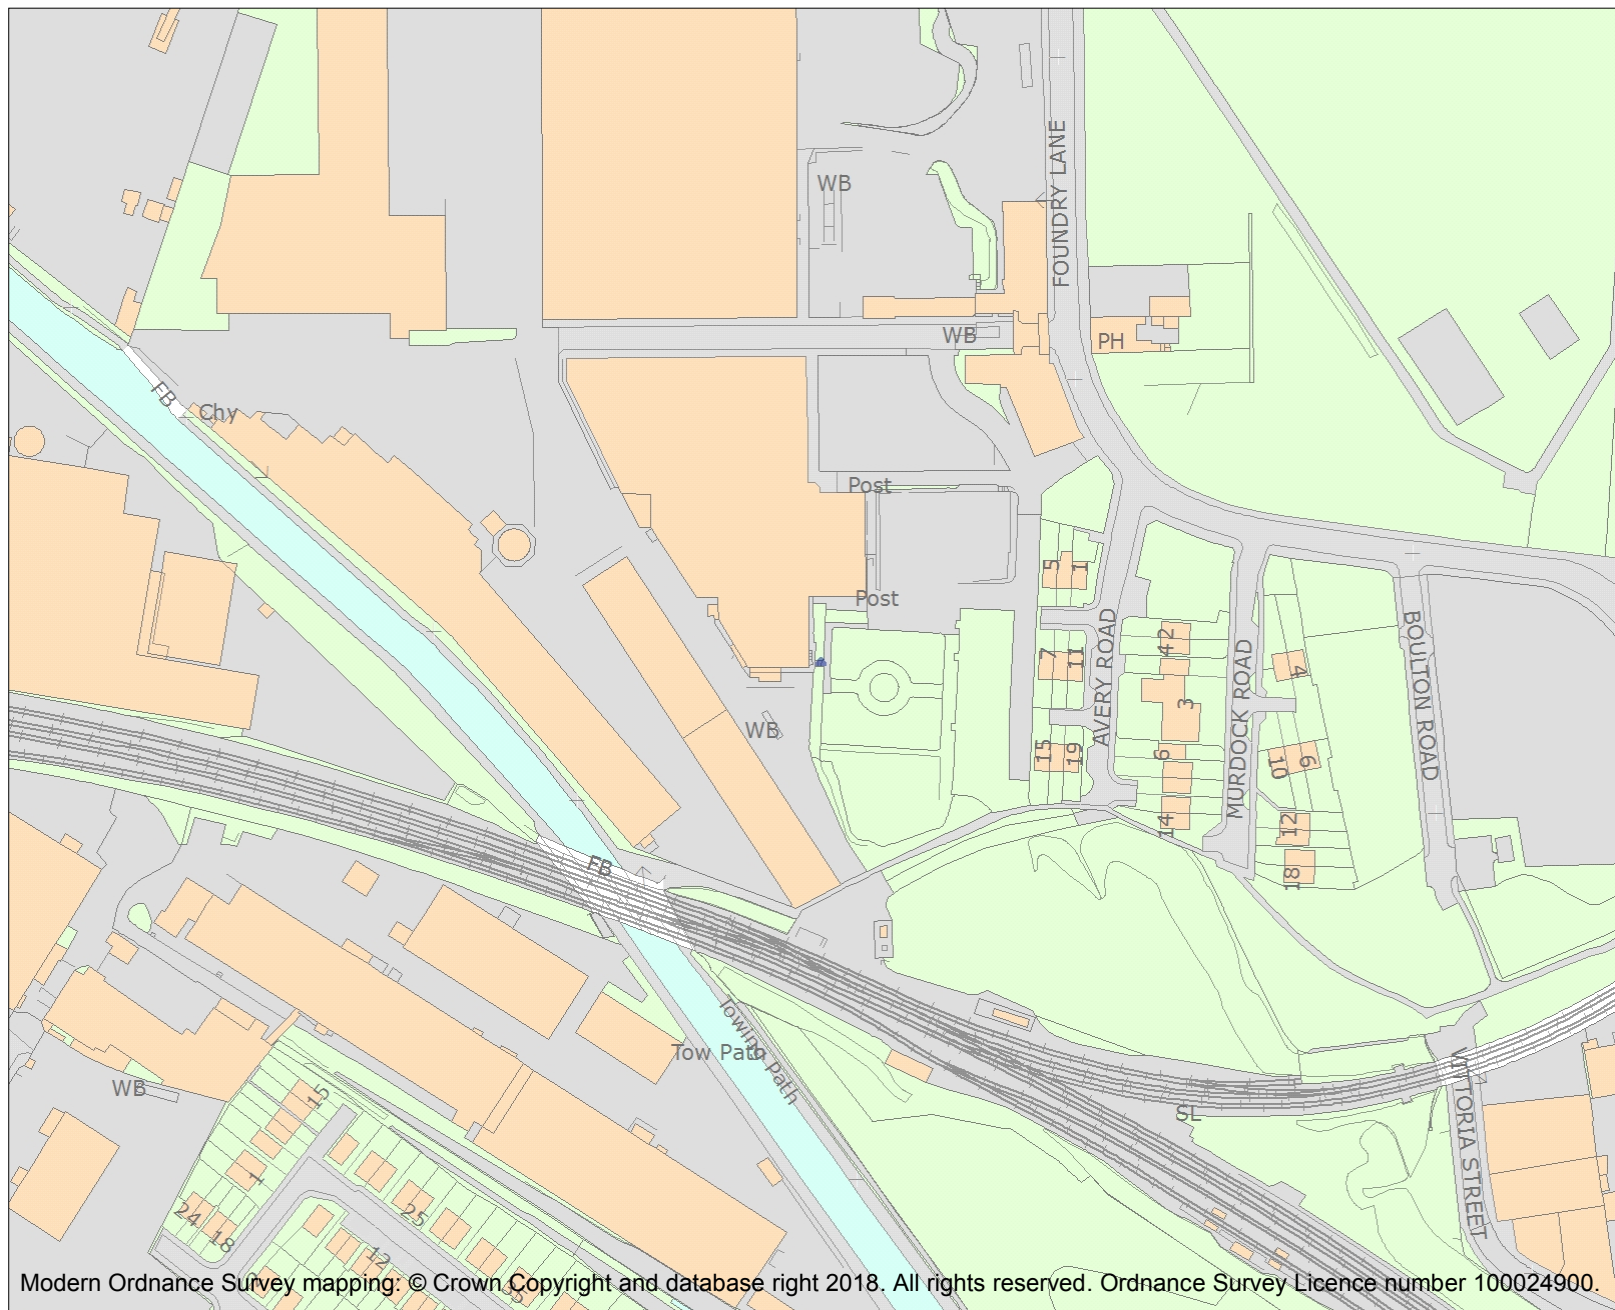 FOUNDRY LANE
WB
WB
PH
FB
Chy
Post
Post
5
1
7
11
15
19
AVERY ROAD
42
3
6
14
MURDOCK ROAD
4
6
10
12
18
BOULTON ROAD
WB
FB
Towing Path
Tow Path
WB
SL
VITTORIA STREET
15
1
24
18
25
12
35
Modern Ordnance Survey mapping: © Crown Copyright and database right 2018. All rights reserved. Ordnance Survey Licence number 100024900.